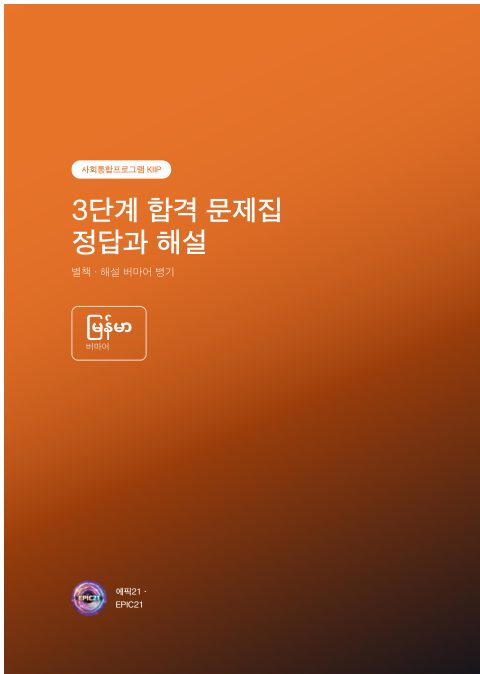 사회통합프로그램 KIIP
3단계 합격 문제집
정답과 해설
별책 · 해설 버마어 병기
မြန်မာ
버마어
EPIC21
에픽21 ·
EPIC21